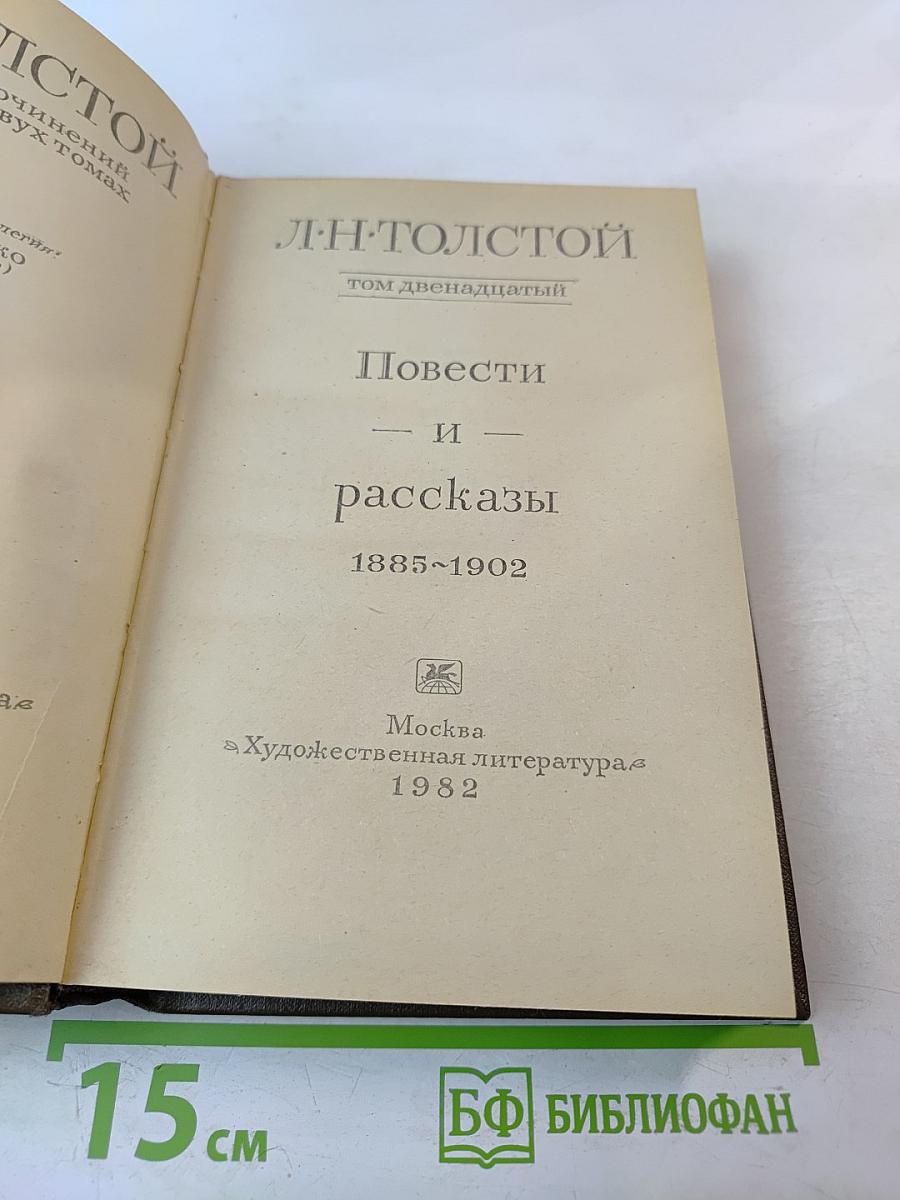 ЛСТОЙ
очинений
вух томах
Л·Н·ТОЛСТОЙ
том двенадцатый
Повести
— и —
рассказы
1885~1902
Москва
«Художественная литература»
1982
15 см
БФ БИБЛИОФАН